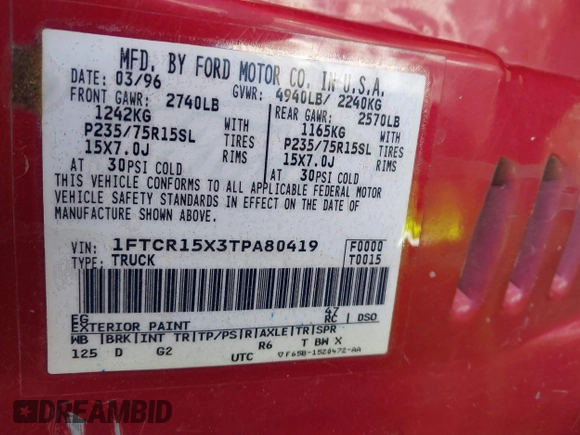 MFD. BY FORD MOTOR CO. IN U.S.A.
DATE: 03/96 GVWR: 4940LB/ 2240KG
FRONT GAWR: 2740LB REAR GAWR: 2570LB
1242KG WITH 1165KG WITH
P235/75R15SL TIRES P235/75R15SL TIRES
15X7.0J RIMS 15X7.0J RIMS
AT 30PSI COLD AT 30PSI COLD
THIS VEHICLE CONFORMS TO ALL APPLICABLE FEDERAL MOTOR
VEHICLE SAFETY STANDARDS IN EFFECT ON THE DATE OF
MANUFACTURE SHOWN ABOVE.
VIN: 1FTCR15X3TPA80419 F0000
TYPE: TRUCK T0015
EG 47
EXTERIOR PAINT RC DSO
WB BRK INT TR TP/PS R AXLE TR SPR
125 D G2 R6 T BW X
UTC ▽F65B-1520472-AA
DREAMBID